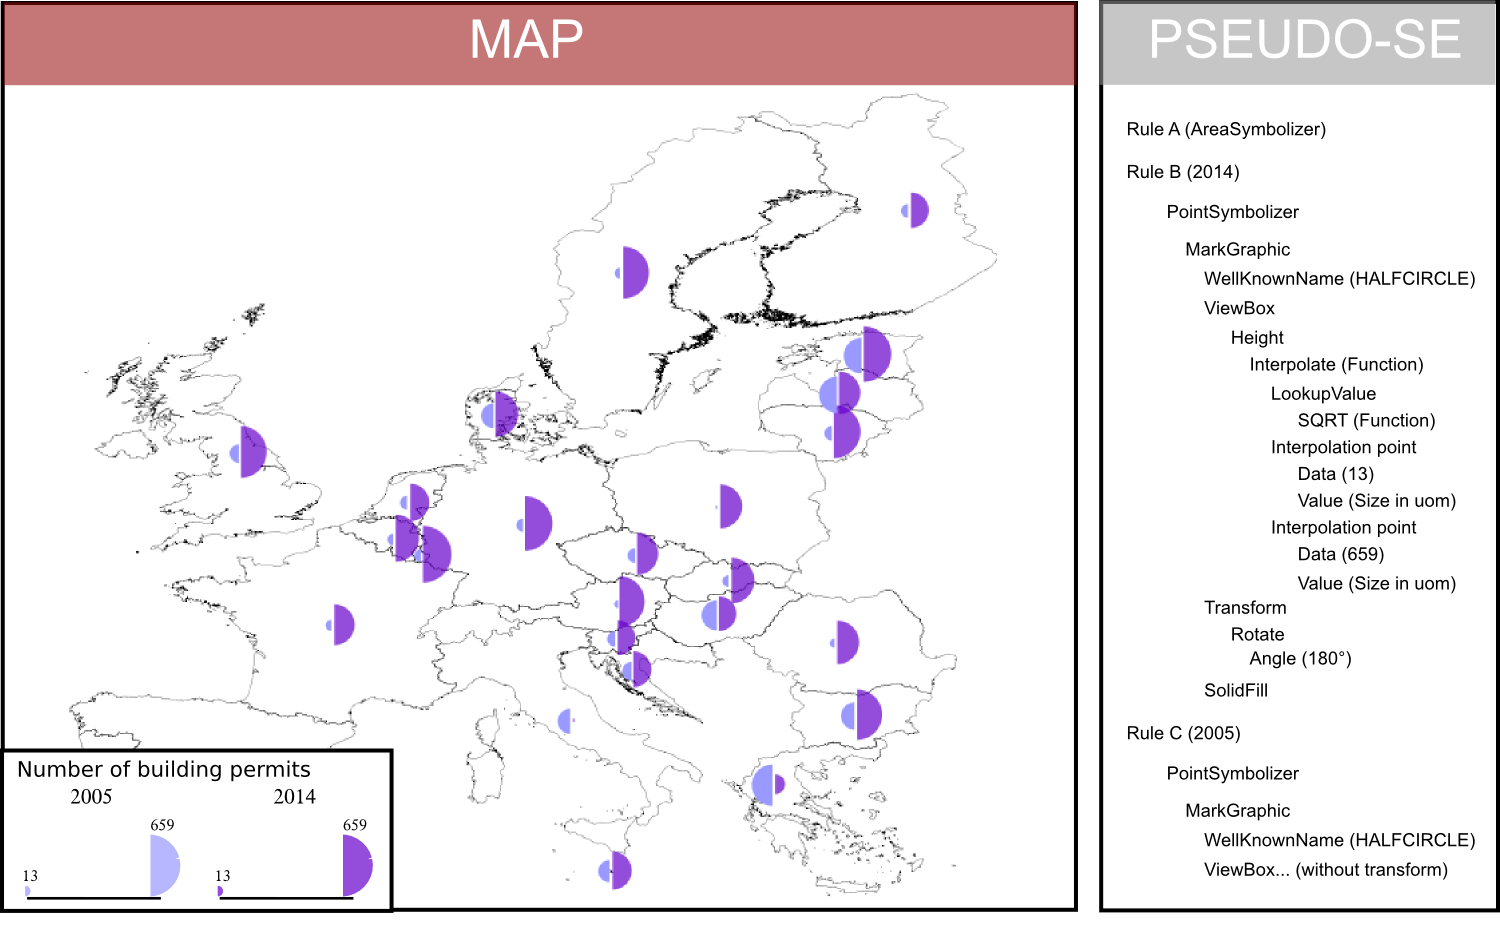 MAP
Number of building permits
2005 2014
659 659
13 13
PSEUDO-SE
Rule A (AreaSymbolizer)
Rule B (2014)
PointSymbolizer
MarkGraphic
WellKnownName (HALFCIRCLE)
ViewBox
Height
Interpolate (Function)
LookupValue
SQRT (Function)
Interpolation point
Data (13)
Value (Size in uom)
Interpolation point
Data (659)
Value (Size in uom)
Transform
Rotate
Angle (180°)
SolidFill
Rule C (2005)
PointSymbolizer
MarkGraphic
WellKnownName (HALFCIRCLE)
ViewBox... (without transform)